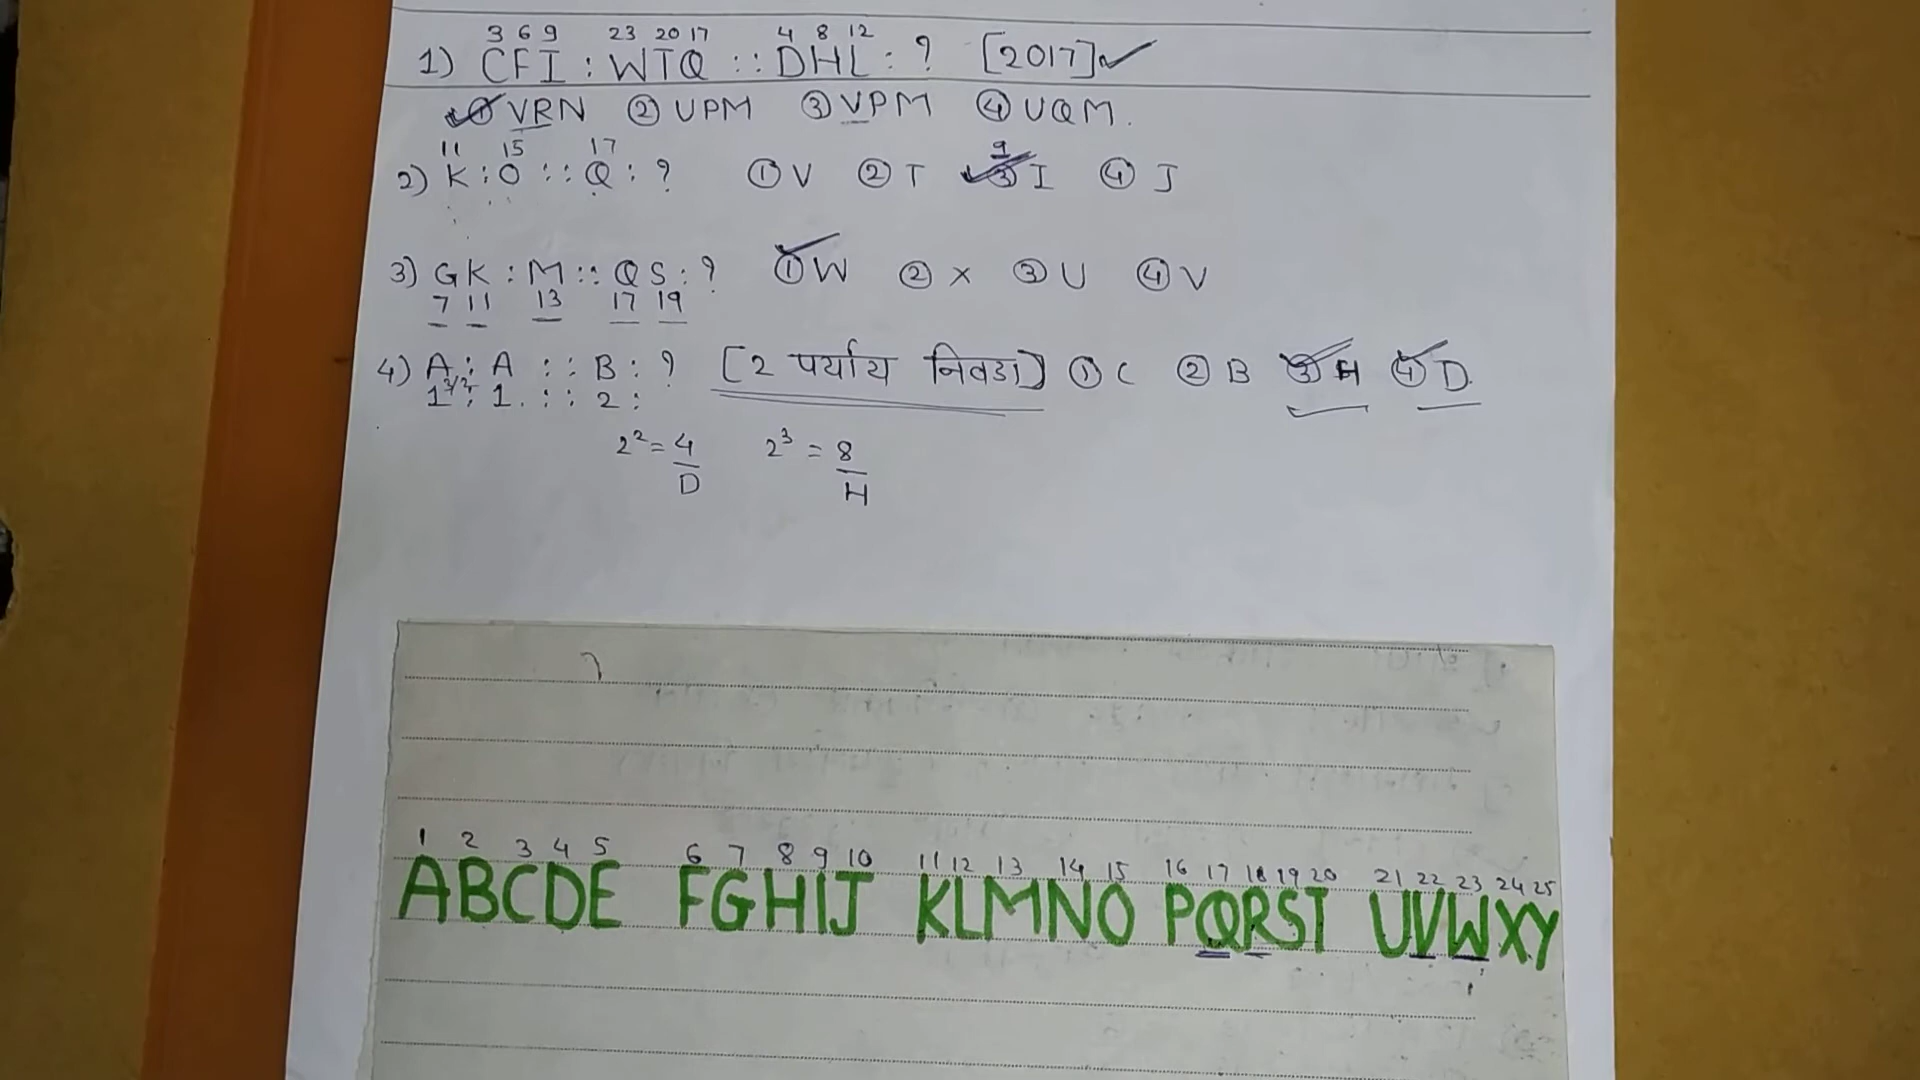 3 6 9 23 20 17 4 8 12
1) CFI : WTQ :: DHL : ? [2017] ✓
① VRN ② UPM ③ VPM ④ UQM.
11 15 17 9
2) K : O :: Q : ? ① V ② T ③ I ④ J
3) GK : M :: QS : ? ① W ② X ③ U ④ V
7 11 13 17 19
4) A : A :: B : ? [2 पर्याय निवडा] ① C ② B ③ H ④ D.
1^2/3 : 1. :: 2 :
2² = 4 2³ = 8
D H
1 2 3 4 5 6 7 8 9 10 11 12 13 14 15 16 17 18 19 20 21 22 23 24 25
ABCDE FGHIJ KLMNO PQRST UVWXY